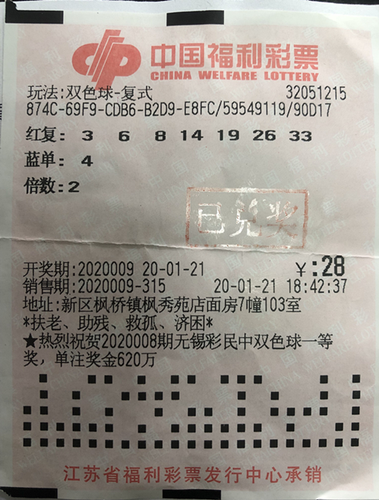 中国福利彩票
CHINA WELFARE LOTTERY
玩法:双色球-复式 32051215
874C-69F9-CDB6-B2D9-E8FC/59549119/90D17
红复: 3 6 8 14 19 26 33
蓝单: 4
倍数:2
已兑奖
开奖期:2020009 20-01-21 ¥:28
销售期:2020009-315 20-01-21 18:42:37
地址:新区枫桥镇枫秀苑店面房7幢103室
*扶老、助残、救孤、济困*
★热烈祝贺2020008期无锡彩民中双色球一等
奖，单注奖金620万
江苏省福利彩票发行中心承销